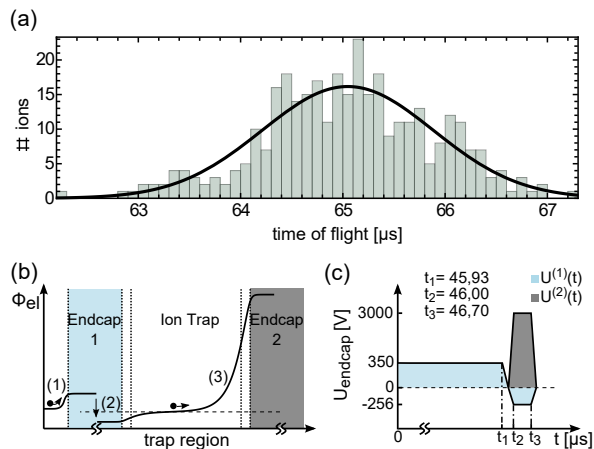 (a)
# ions
20
15
10
5
0
63
64
65
66
67
time of flight [µs]
(b)
Φel
Endcap
1
Ion Trap
Endcap
2
(1)
(2)
(3)
trap region
(c)
t1= 45,93
t2= 46,00
t3= 46,70
U(1)(t)
U(2)(t)
Uendcap [V]
3000
350
0
-256
0
t1
t2
t3
t [µs]